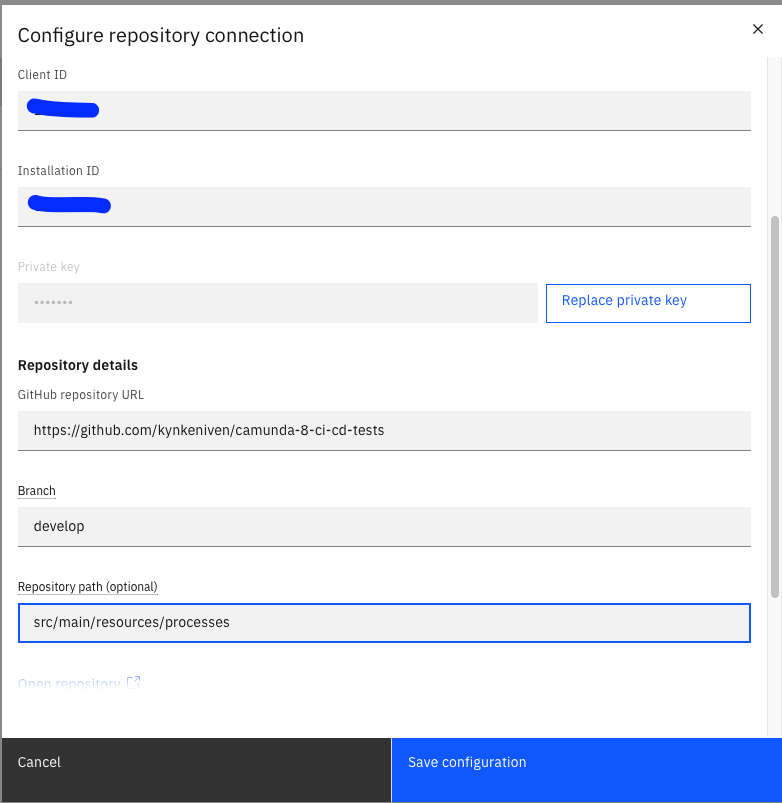 Configure repository connection
Client ID
Installation ID
Private key
•••••••
Replace private key
Repository details
GitHub repository URL
https://github.com/kynkeniven/camunda-8-ci-cd-tests
Branch
develop
Repository path (optional)
src/main/resources/processes
Open repository
Cancel
Save configuration